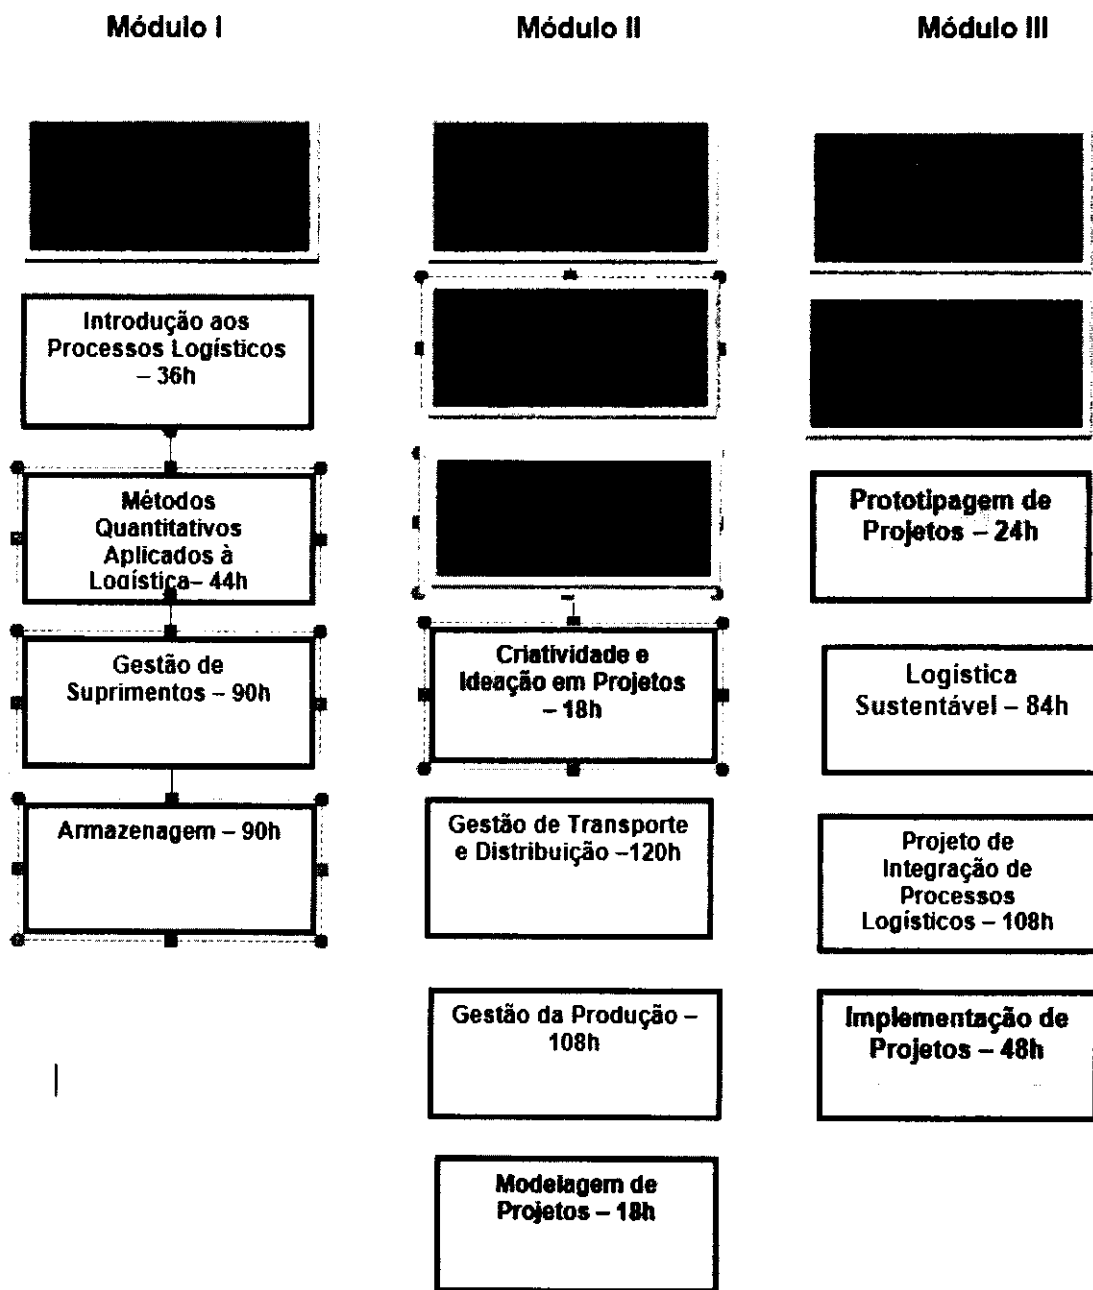 Módulo I
Introdução aos
Processos Logísticos
– 36h
Métodos
Quantitativos
Aplicados à
Logística– 44h
Gestão de
Suprimentos – 90h
Armazenagem – 90h
Módulo II
Criatividade e
Ideação em Projetos
– 18h
Gestão de Transporte
e Distribuição –120h
Gestão da Produção –
108h
Modelagem de
Projetos – 18h
Módulo III
Prototipagem de
Projetos – 24h
Logística
Sustentável – 84h
Projeto de
Integração de
Processos
Logísticos – 108h
Implementação de
Projetos – 48h